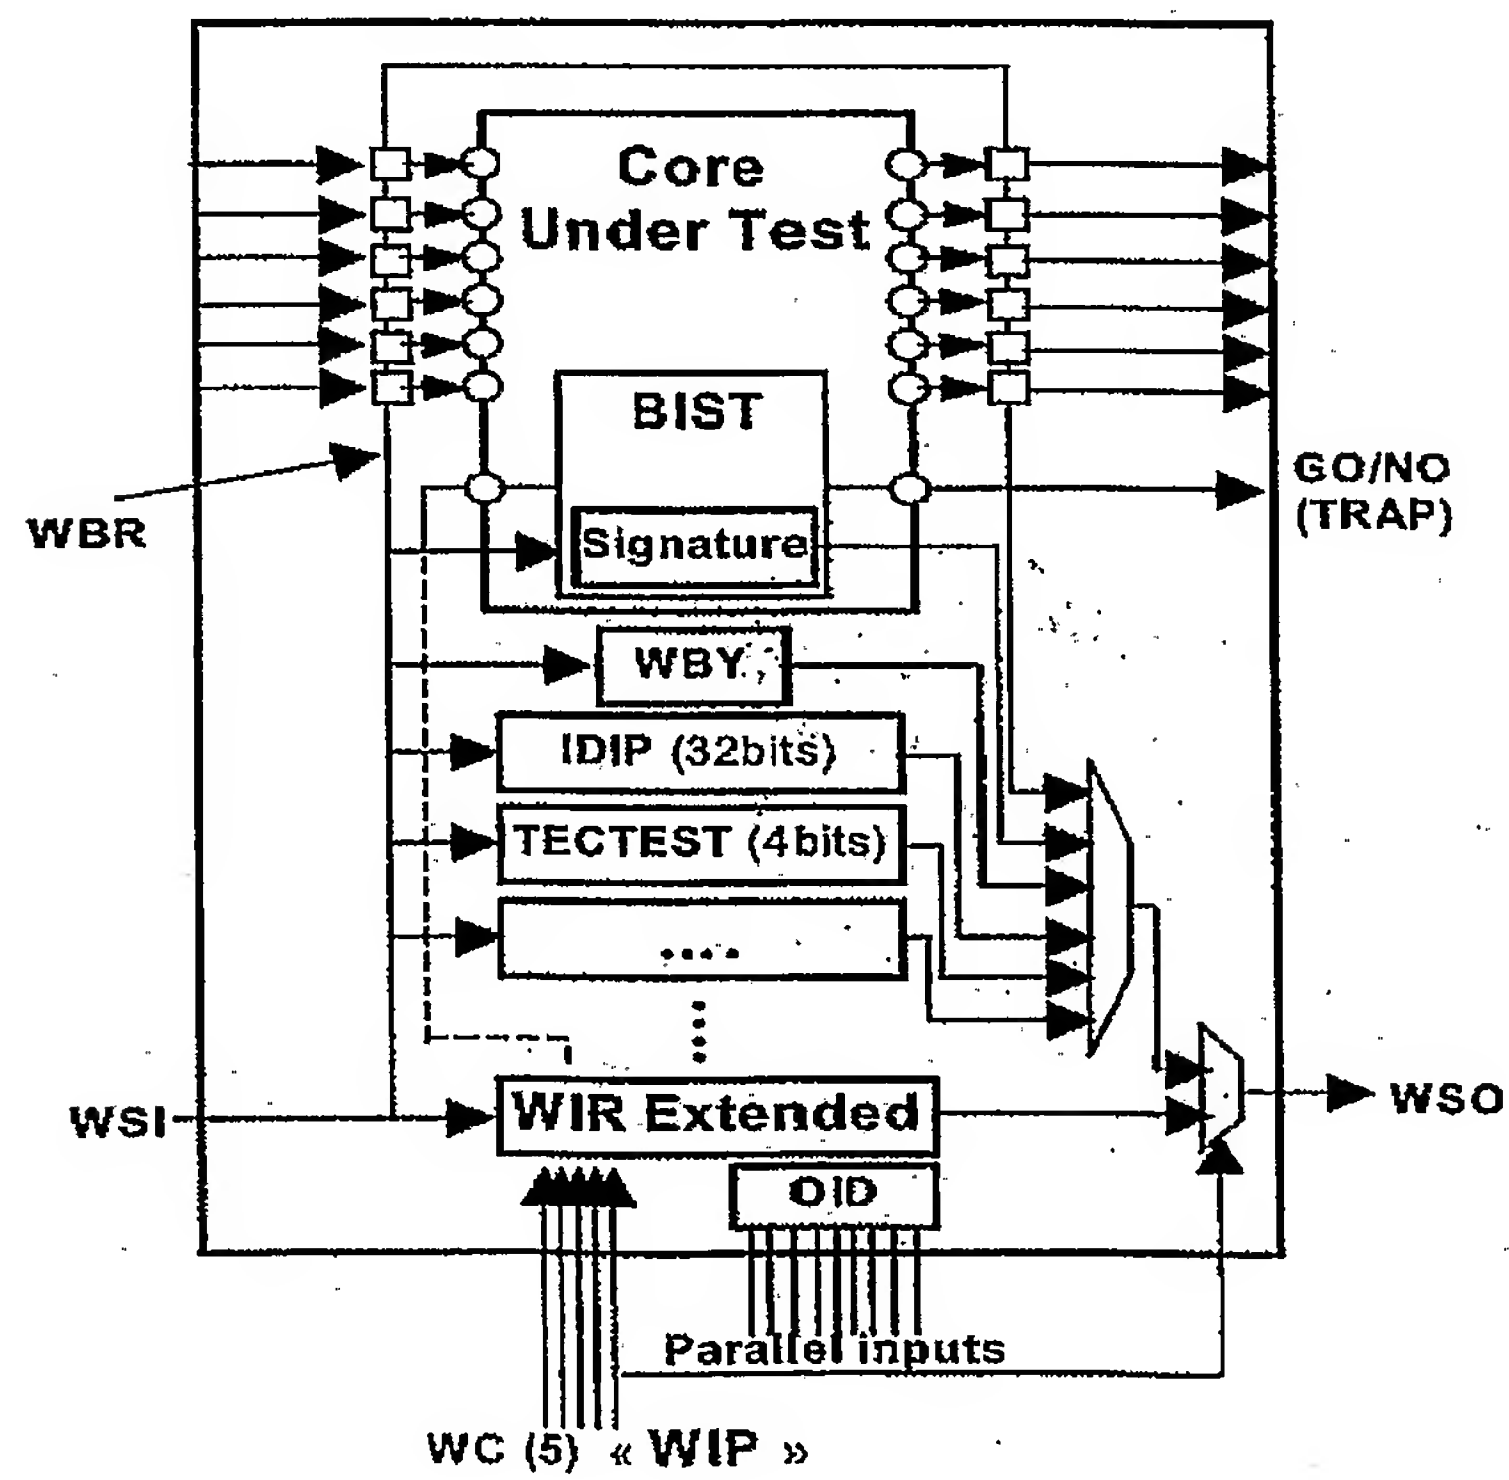 Core
Under Test
BIST
GO/NO
(TRAP)
WBR
Signature
WBY
IDIP (32bits)
TECTEST (4bits)
....
WSI
WIR Extended
WSO
OID
Parallel inputs
WC (5) « WIP »